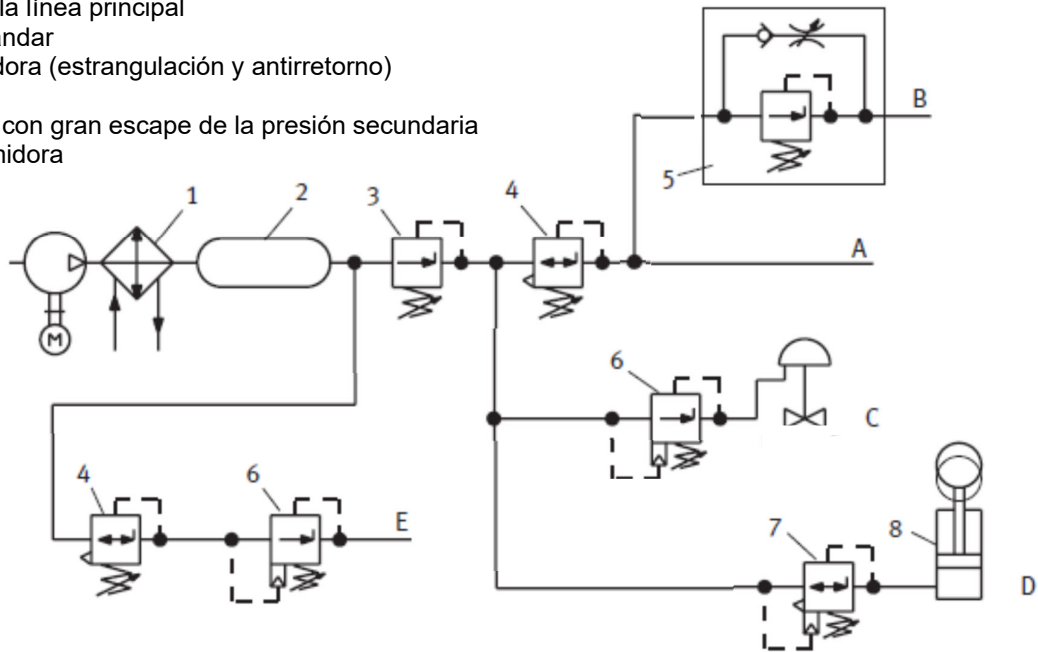 la línea principal
andar
dora (estrangulación y antirretorno)
con gran escape de la presión secundaria
nidora
1
2
3
4
5
B
A
6
C
4
6
E
7
8
D
M